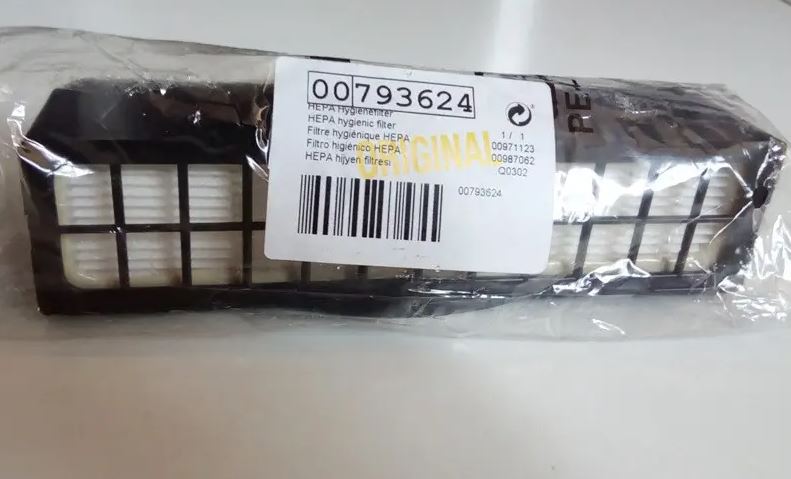 00793624
HEPA Hygienefilter
HEPA hygienic filter
Filtre hygiénique HEPA
Filtro higiénico HEPA
HEPA hijyen filtresi
ORIGINAL
1 / 1
00971123
00987062
Q0302
00793624